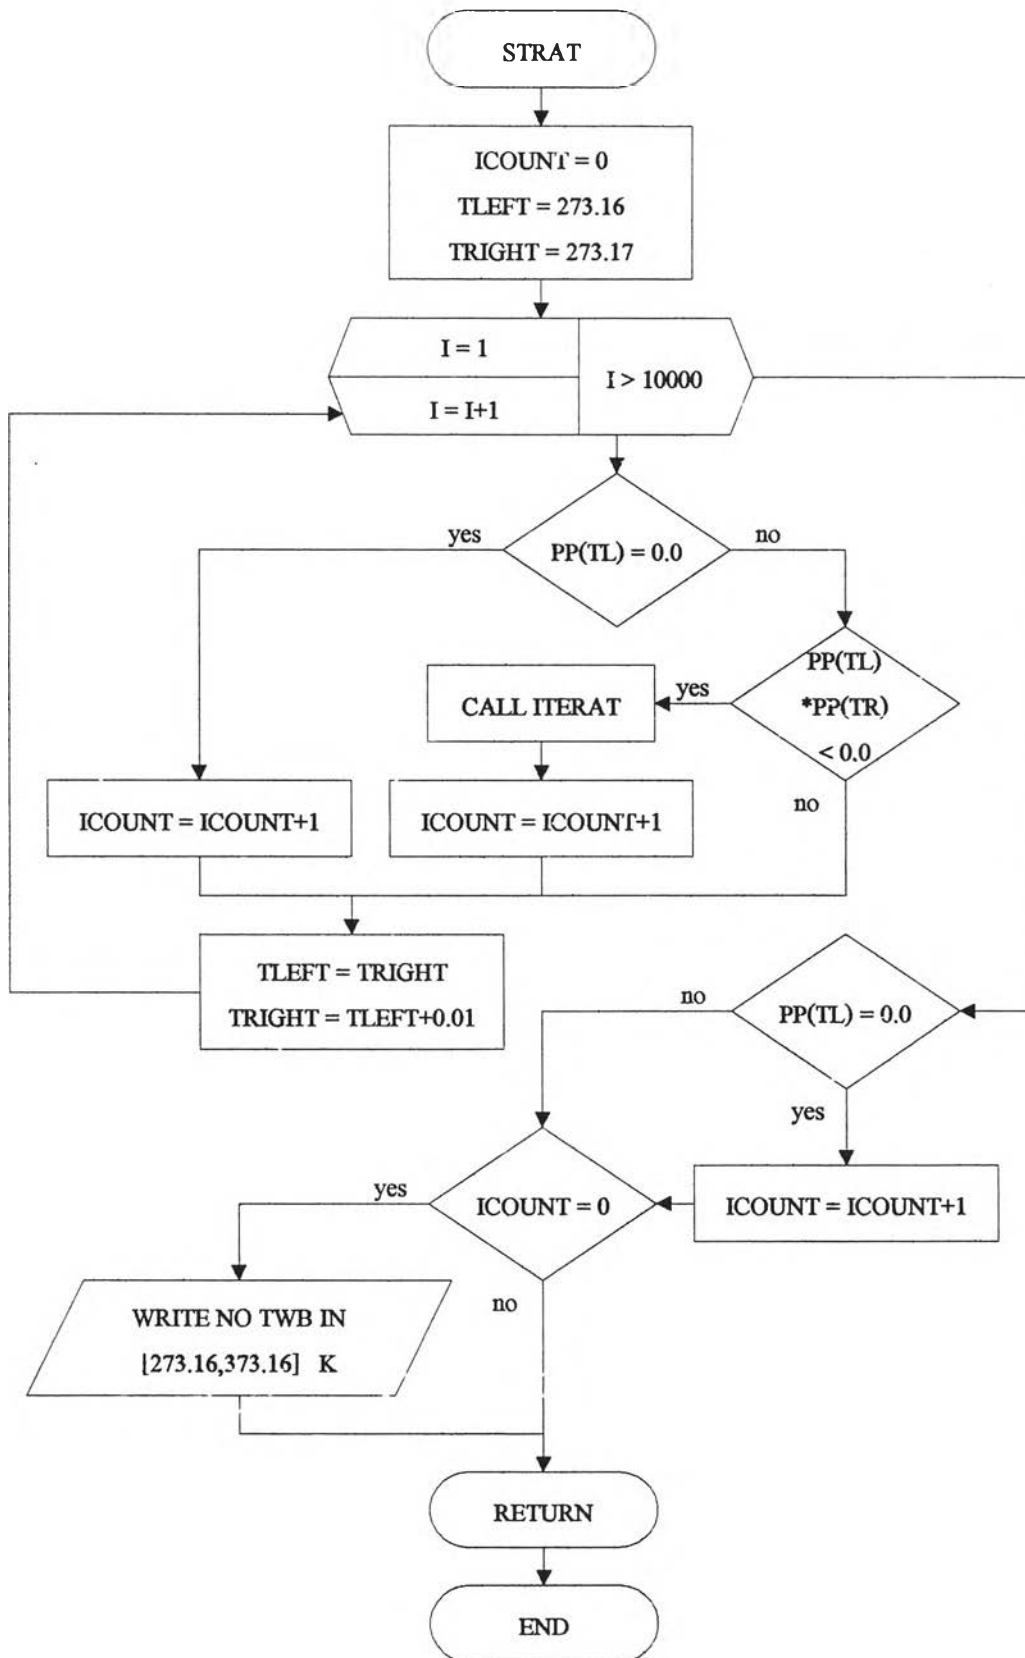 STRAT
ICOUNT = 0
TLEFT = 273.16
TRIGHT = 273.17
I = 1
I > 10000
I = I+1
yes
PP(TL) = 0.0
no
PP(TL)
*PP(TR)
< 0.0
yes
CALL ITERAT
no
ICOUNT = ICOUNT+1
ICOUNT = ICOUNT+1
TLEFT = TRIGHT
TRIGHT = TLEFT+0.01
no
PP(TL) = 0.0
yes
yes
ICOUNT = 0
ICOUNT = ICOUNT+1
no
WRITE NO TWB IN
[273.16,373.16] K
RETURN
END